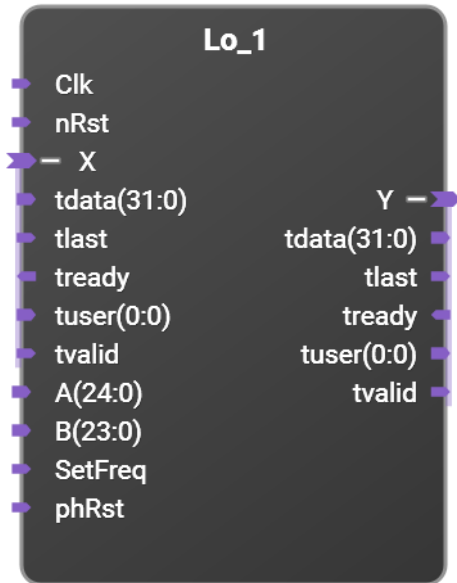 Lo_1
Clk
nRst
X
tdata(31:0)
tlast
tready
tuser(0:0)
tvalid
A(24:0)
B(23:0)
SetFreq
phRst
Y
tdata(31:0)
tlast
tready
tuser(0:0)
tvalid